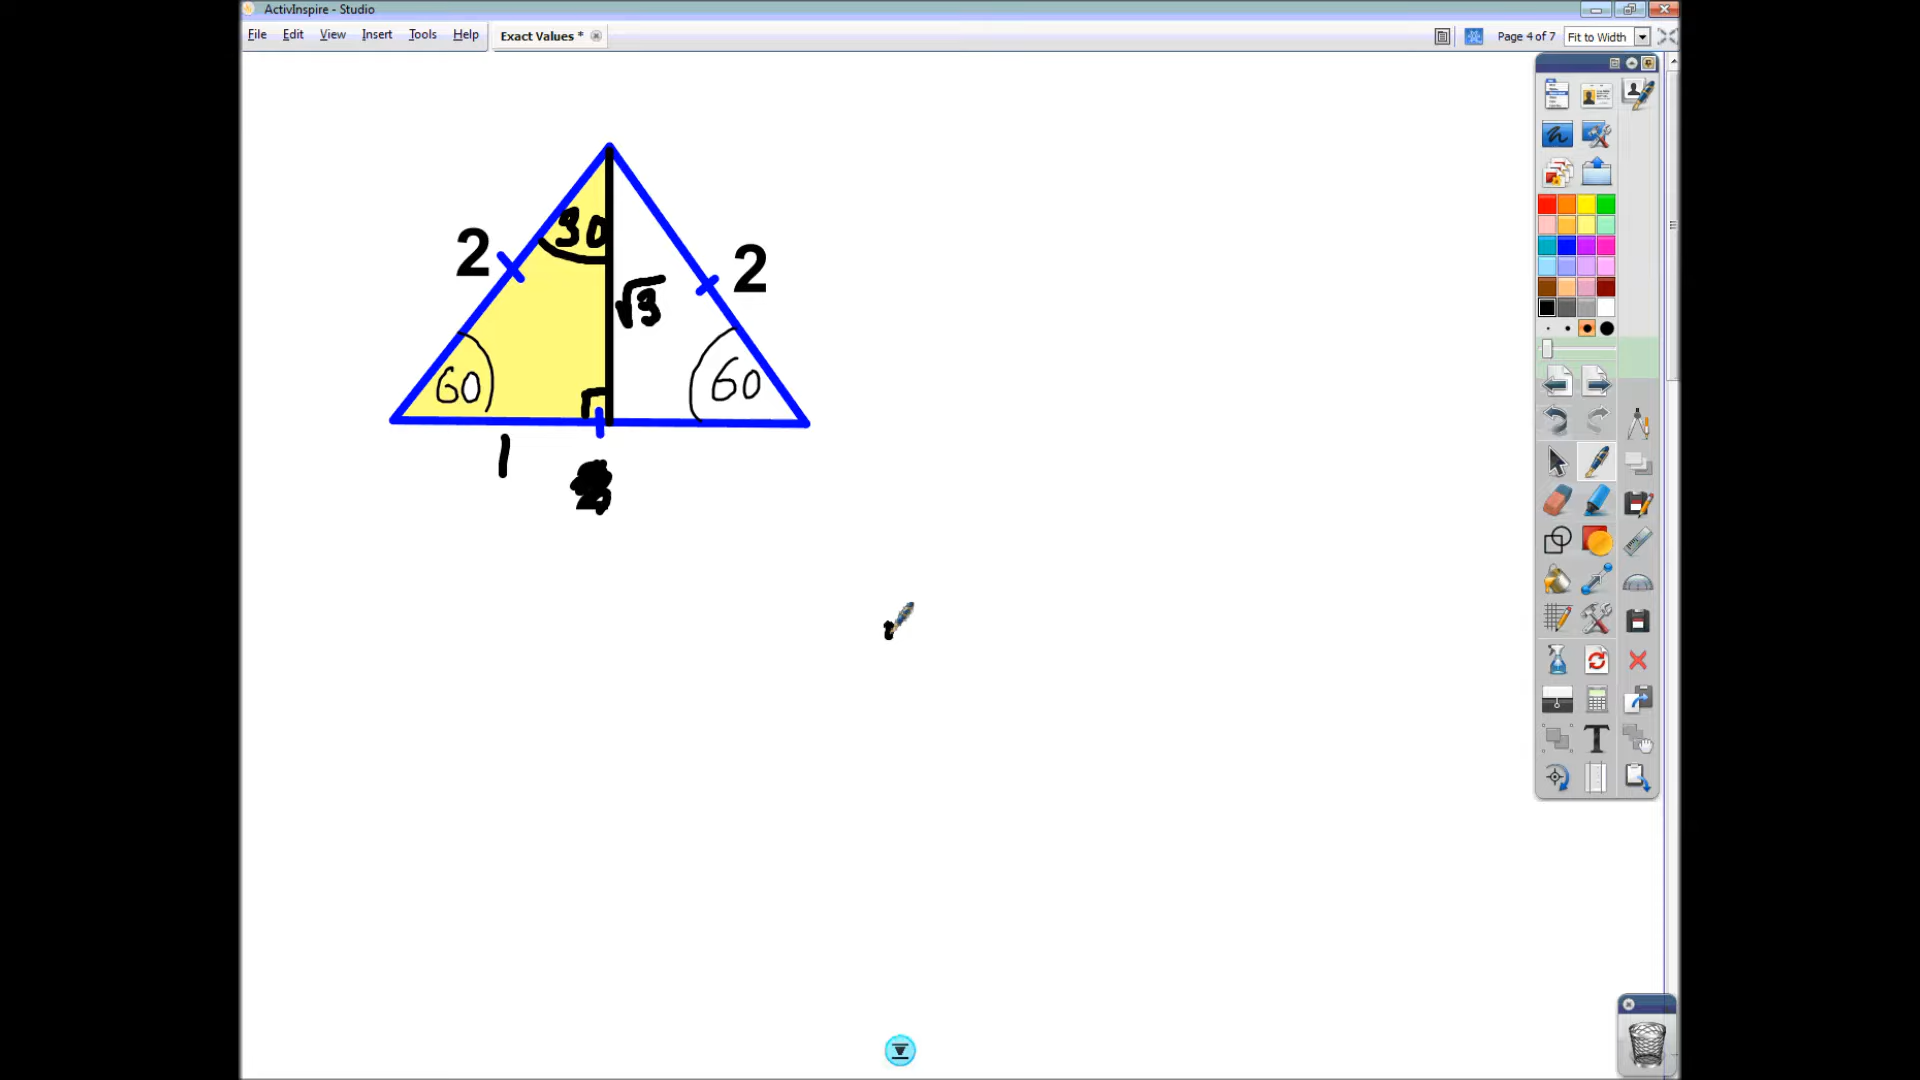 ActivInspire - Studio
File Edit View Insert Tools Help
Exact Values *
Page 4 of 7
Fit to Width
30
2
2
√3
60
60
1
T